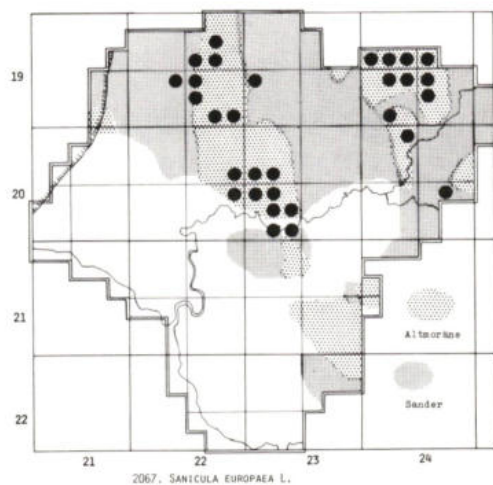 19
20
21
Altmoräne
Sander
22
21 22 23 24
2067. SANICULA EUROPAEA L.